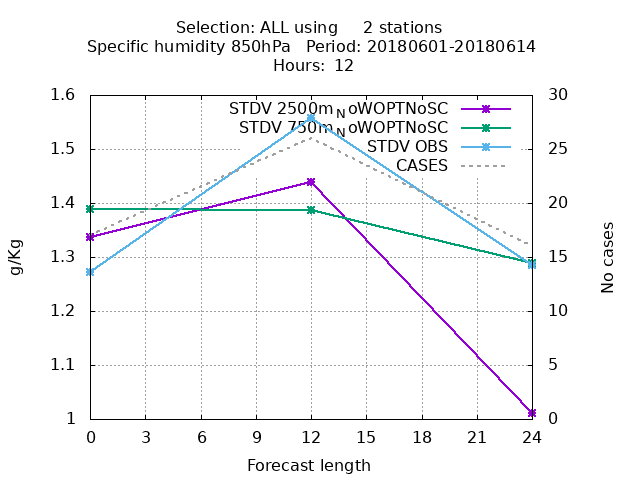 Selection: ALL using     2 stations
Specific humidity 850hPa   Period: 20180601-20180614
Hours: 12
STDV 2500m_NoWOPTNoSC
STDV 750m_NoWOPTNoSC
STDV OBS
CASES
1.6
1.5
1.4
1.3
1.2
1.1
1
30
25
20
15
10
5
0
g/Kg
No cases
0 3 6 9 12 15 18 21 24
Forecast length